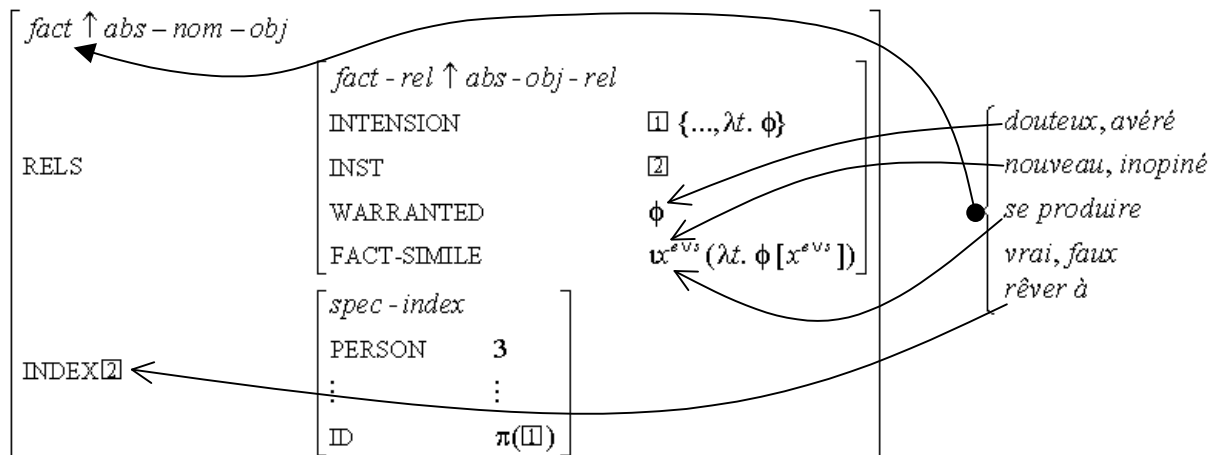 fact ↑ abs – nom – obj
fact - rel ↑ abs - obj - rel
INTENSION 1 {..., λt. ϕ}
douteux, avéré
RELS
INST 2
nouveau, inopiné
WARRANTED ϕ
se produire
FACT-SIMILE ιx^{e∨s} (λt. ϕ [x^{e∨s}])
vrai, faux
rêver à
spec - index
PERSON 3
INDEX 2
⋮ ⋮
ID π(1)